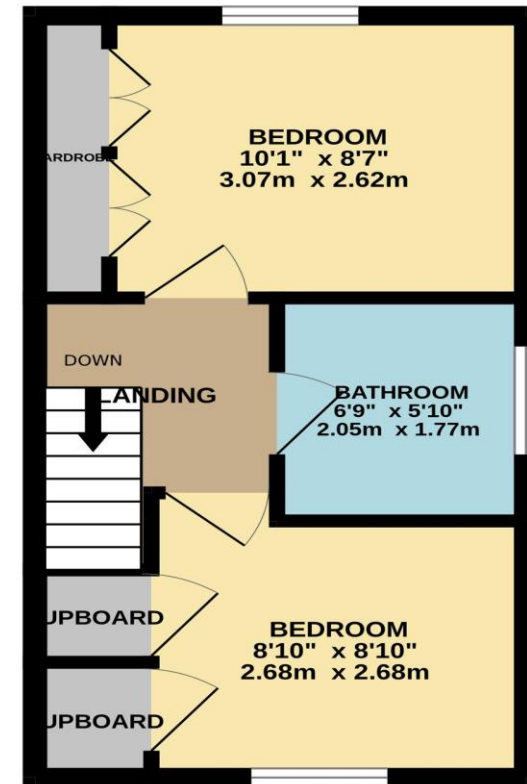 BEDROOM
10'1" x 8'7"
3.07m x 2.62m
ARDROBE
DOWN
LANDING
BATHROOM
6'9" x 5'10"
2.05m x 1.77m
UPBOARD
BEDROOM
8'10" x 8'10"
2.68m x 2.68m
UPBOARD